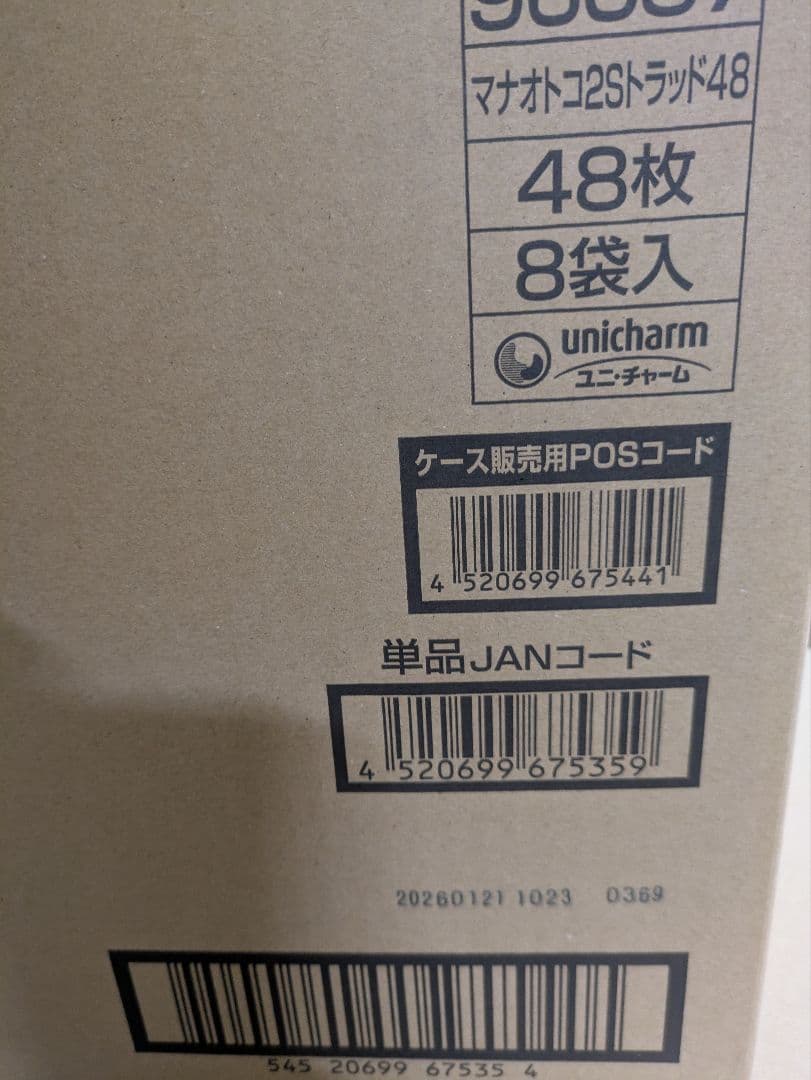 マナオトコ2Sトラッド48
48枚
8袋入
unicharm
ユニ・チャーム
ケース販売用POSコード
4 520699 675441
単品JANコード
4 520699 675359
20260121 1023 0369
545 20699 67535 4